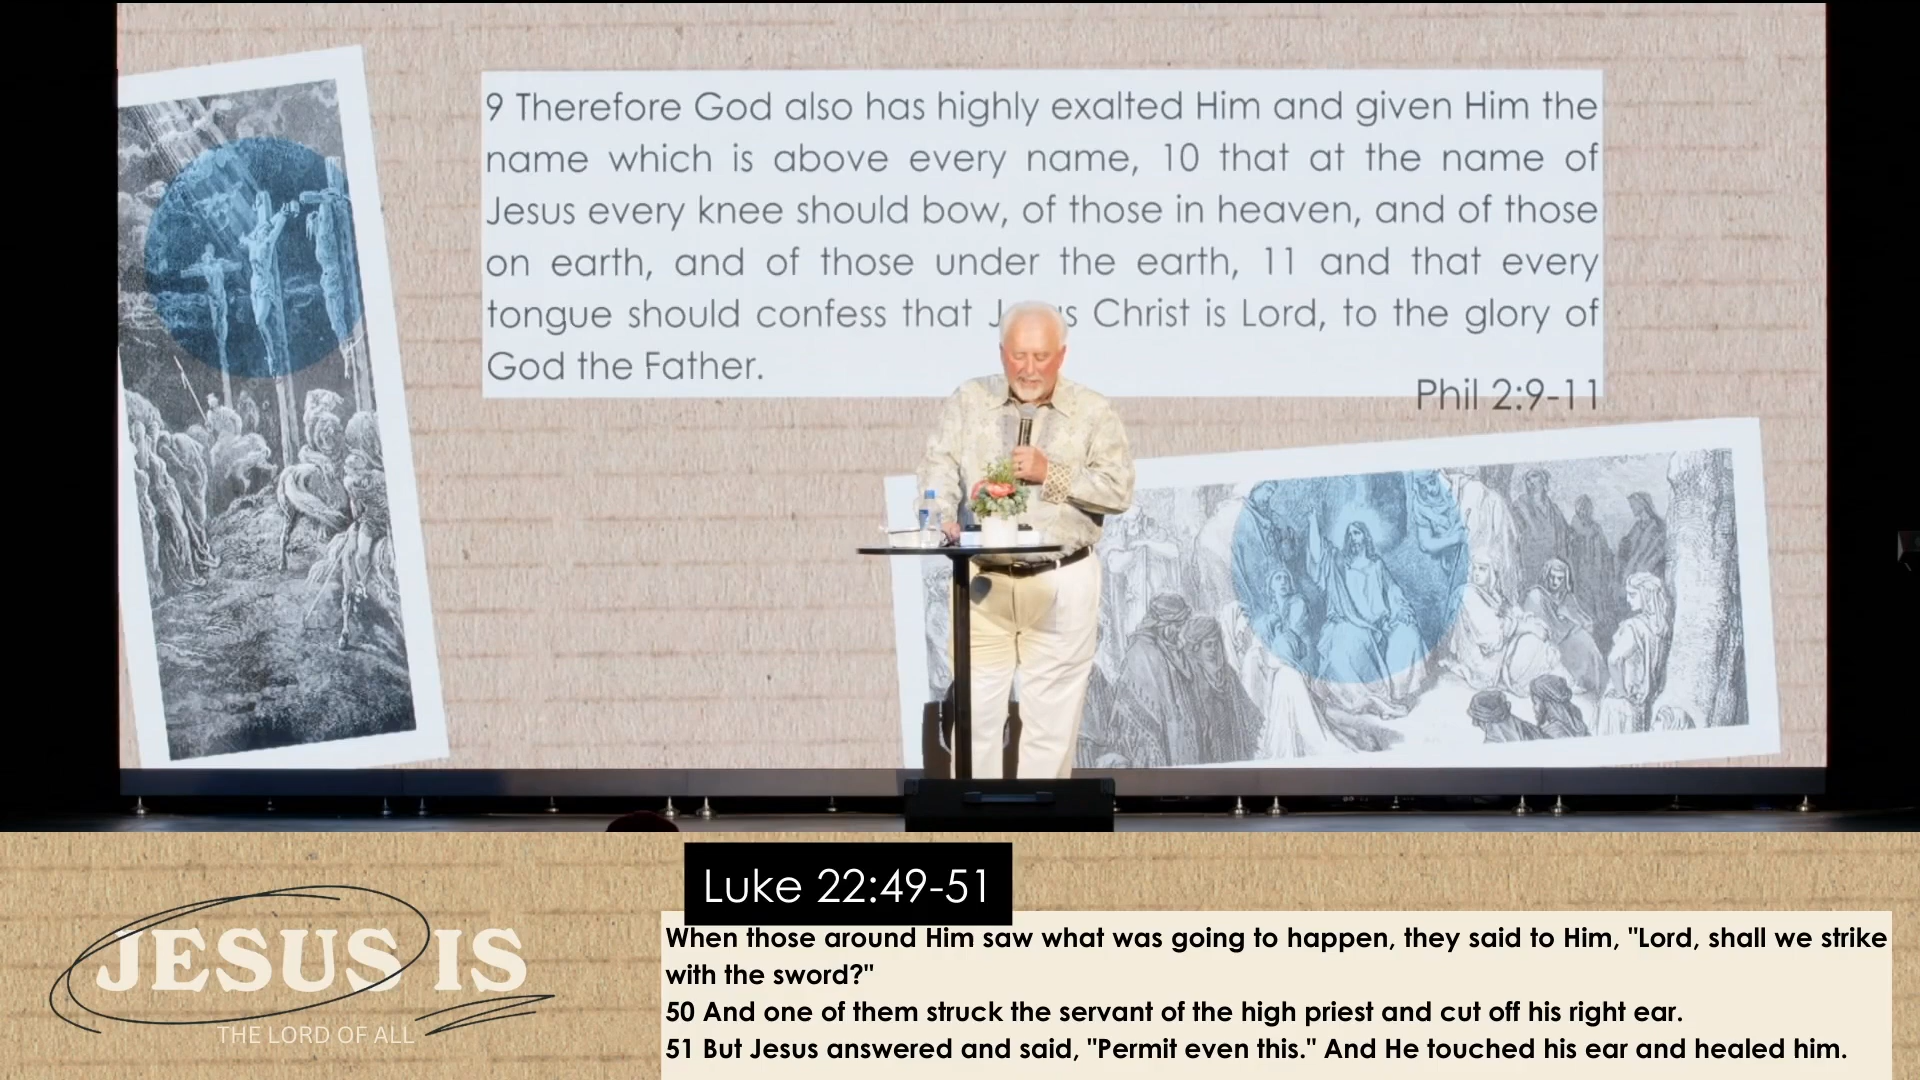 9 Therefore God also has highly exalted Him and given Him the
name which is above every name, 10 that at the name of
Jesus every knee should bow, of those in heaven, and of those
on earth, and of those under the earth, 11 and that every
tongue should confess that Christ is Lord, to the glory of
God the Father.
Phil 2:9-11
Luke 22:49-51
When those around Him saw what was going to happen, they said to Him, "Lord, shall we strike
with the sword?"
50 And one of them struck the servant of the high priest and cut off his right ear.
51 But Jesus answered and said, "Permit even this." And He touched his ear and healed him.
JESUS IS
THE LORD OF ALL